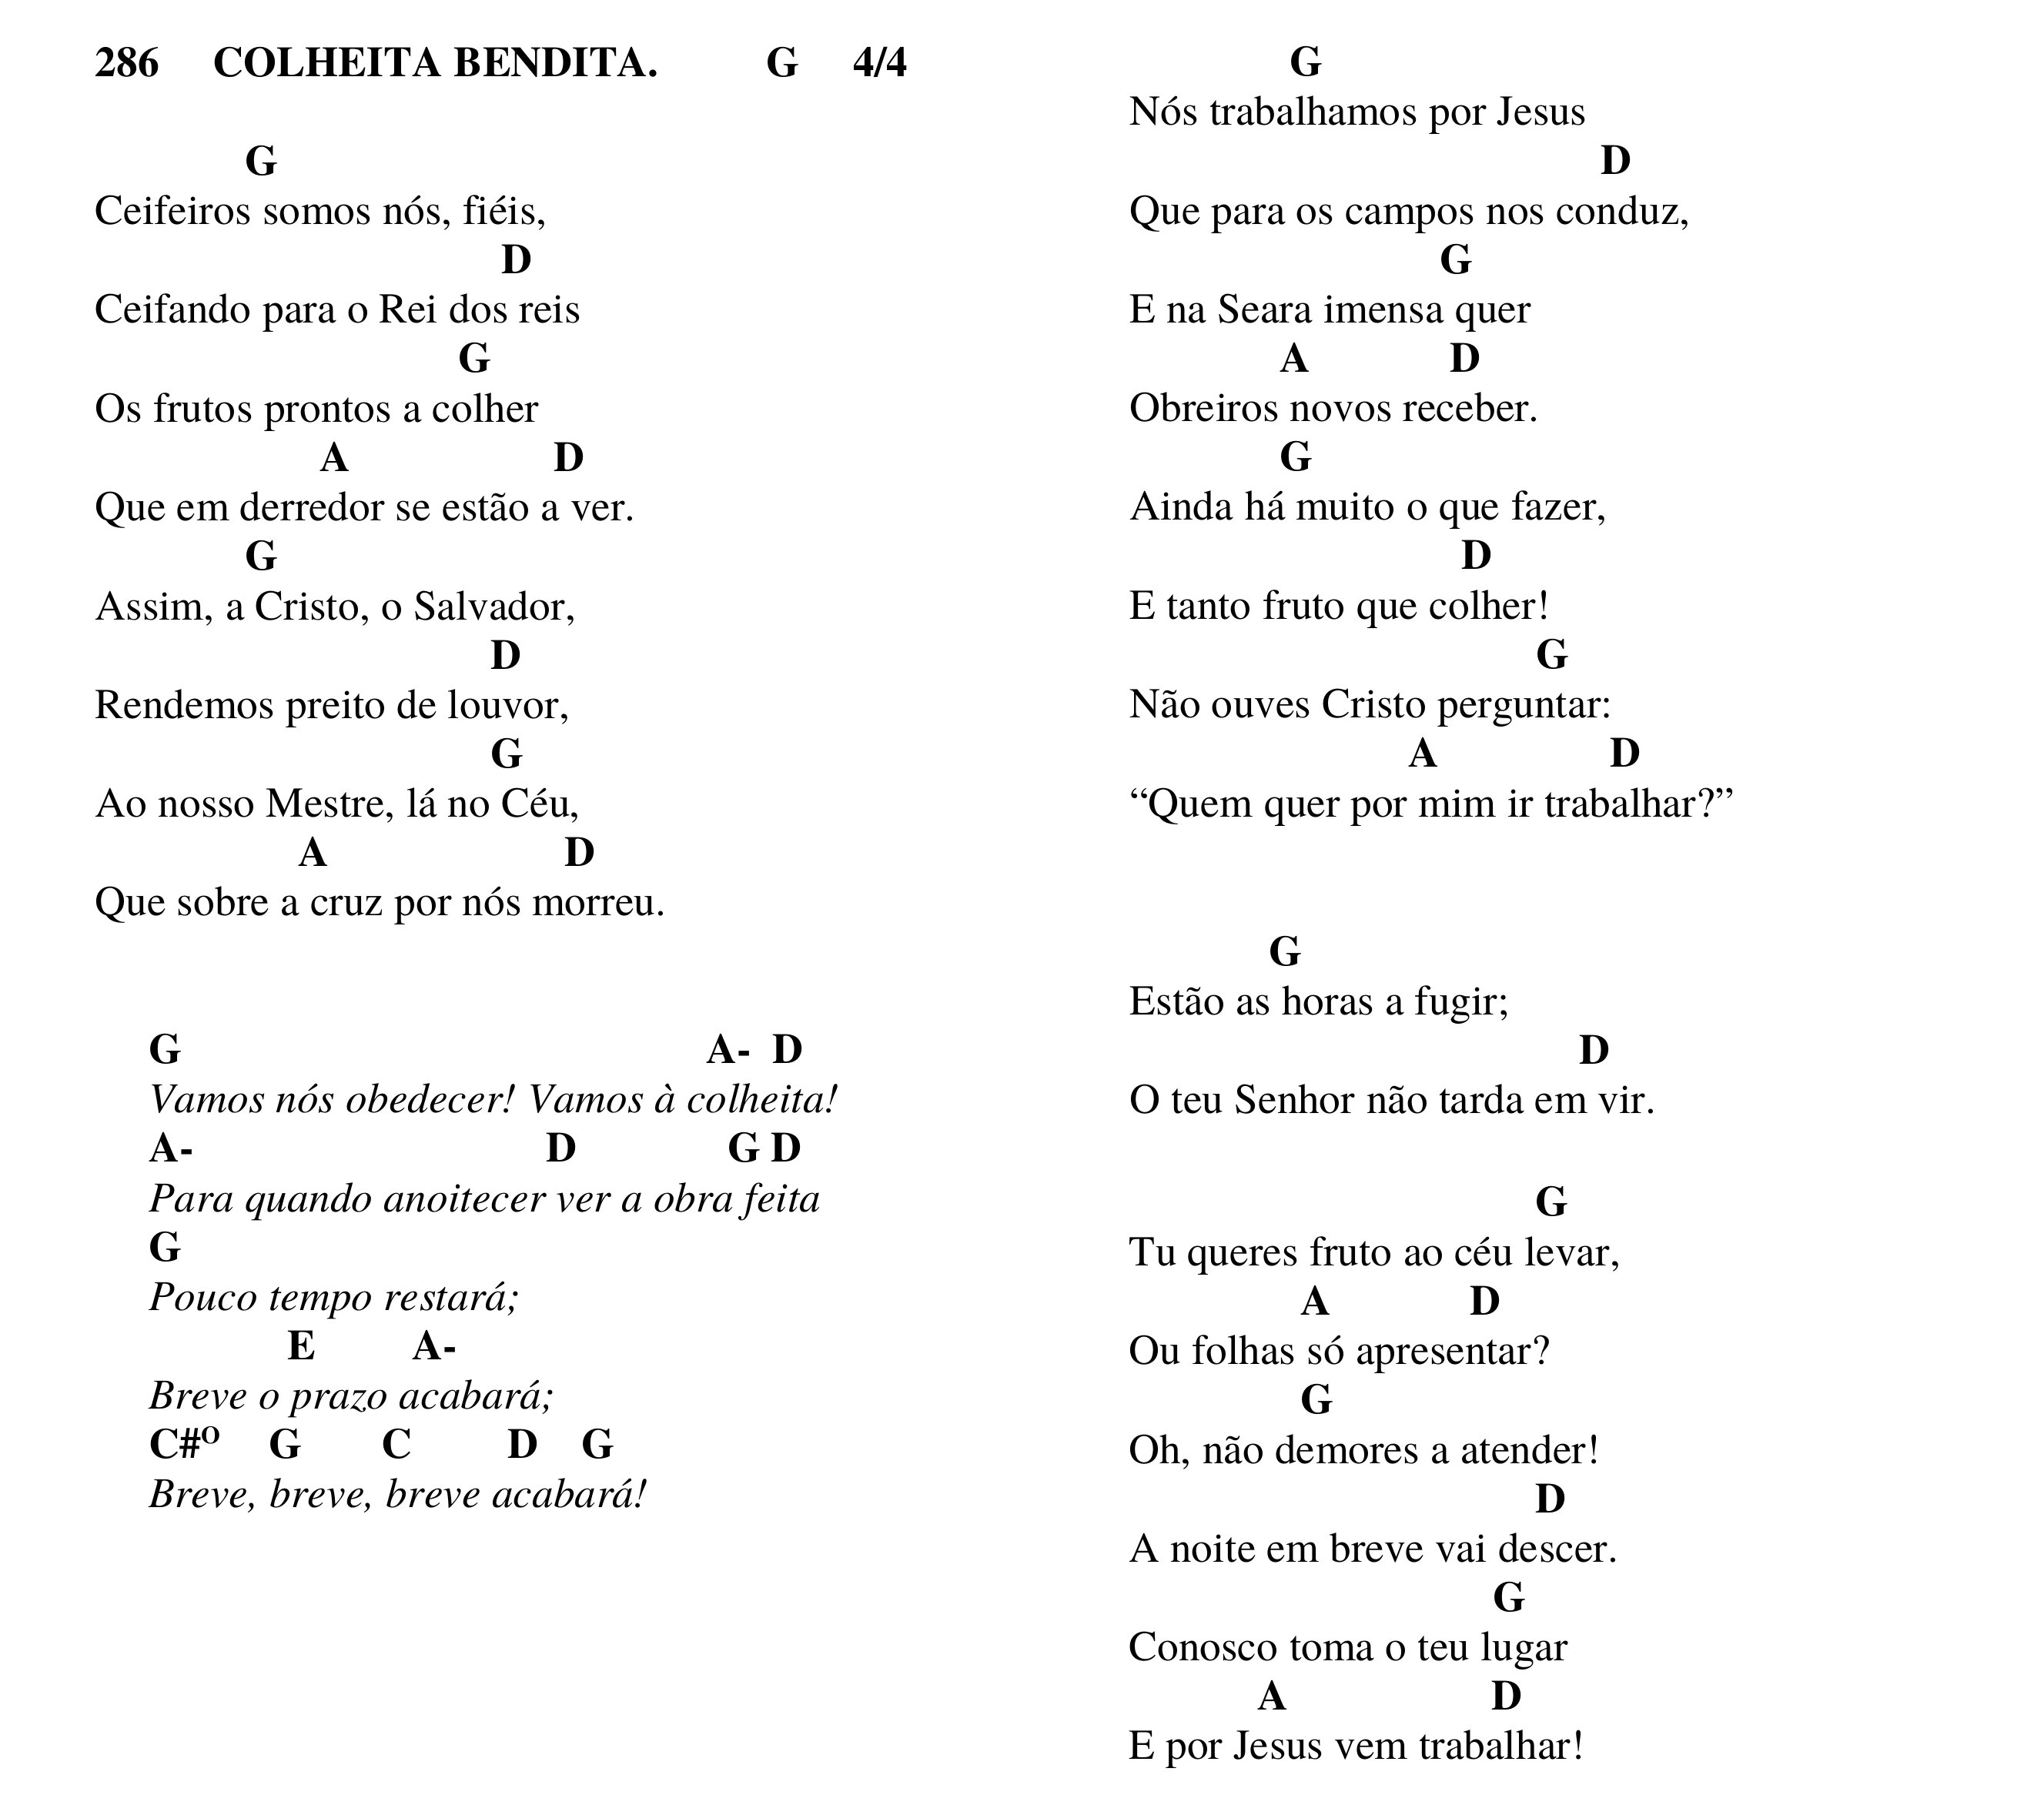 286 COLHEITA BENDITA. G 4/4
G
Ceifeiros somos nós, fiéis,
D
Ceifando para o Rei dos reis
G
Os frutos prontos a colher
A D
Que em derredor se estão a ver.
G
Assim, a Cristo, o Salvador,
D
Rendemos preito de louvor,
G
Ao nosso Mestre, lá no Céu,
A D
Que sobre a cruz por nós morreu.
G A- D
Vamos nós obedecer! Vamos à colheita!
A- D G D
Para quando anoitecer ver a obra feita
G
Pouco tempo restará;
E A-
Breve o prazo acabará;
C#º G C D G
Breve, breve, breve acabará!
G
Nós trabalhamos por Jesus
D
Que para os campos nos conduz,
G
E na Seara imensa quer
A D
Obreiros novos receber.
G
Ainda há muito o que fazer,
D
E tanto fruto que colher!
G
Não ouves Cristo perguntar:
A D
“Quem quer por mim ir trabalhar?”
G
Estão as horas a fugir;
D
O teu Senhor não tarda em vir.
G
Tu queres fruto ao céu levar,
A D
Ou folhas só apresentar?
G
Oh, não demores a atender!
D
A noite em breve vai descer.
G
Conosco toma o teu lugar
A D
E por Jesus vem trabalhar!